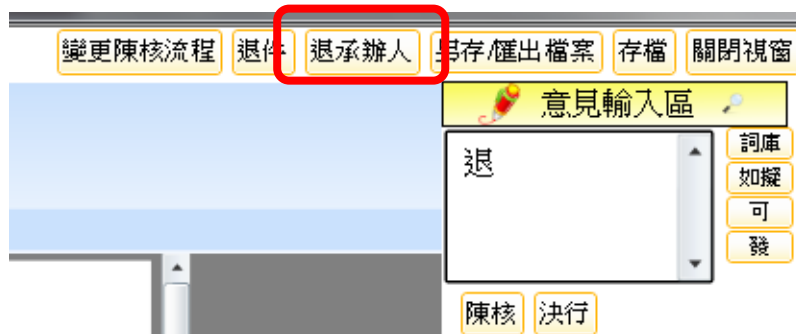 變更陳核流程 退件 退承辦人 另存/匯出檔案 存檔 關閉視窗
意見輸入區
退
詞庫
如擬
可
發
陳核 決行